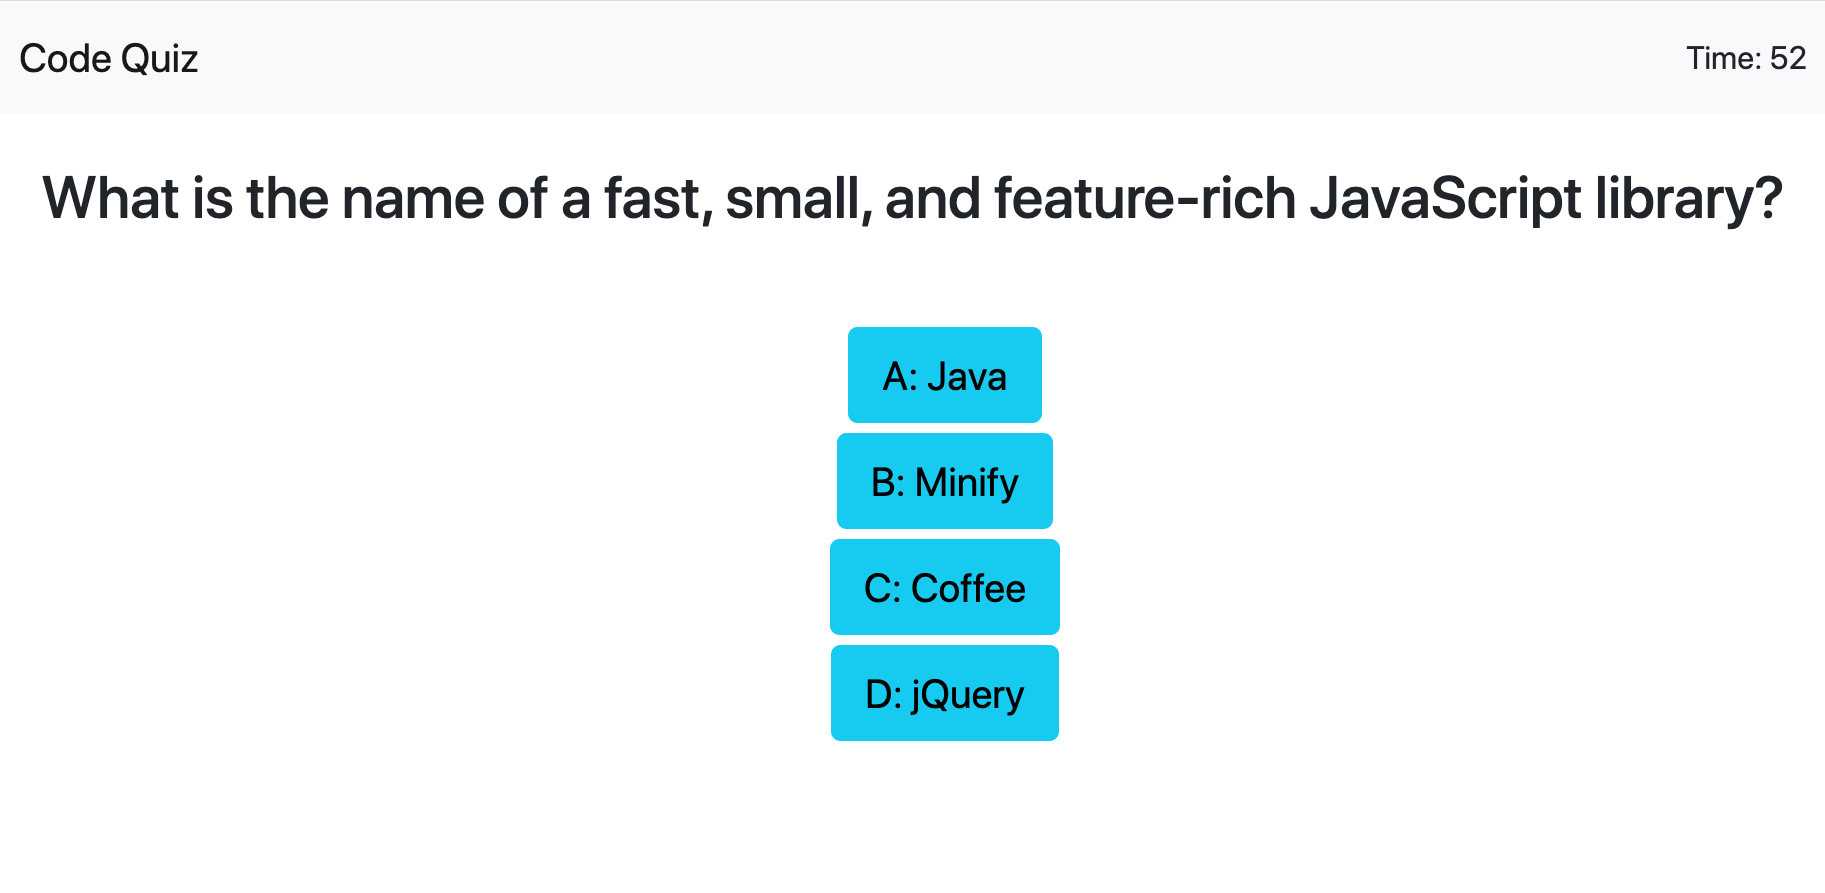 Code Quiz
Time: 52
What is the name of a fast, small, and feature-rich JavaScript library?
A: Java
B: Minify
C: Coffee
D: jQuery